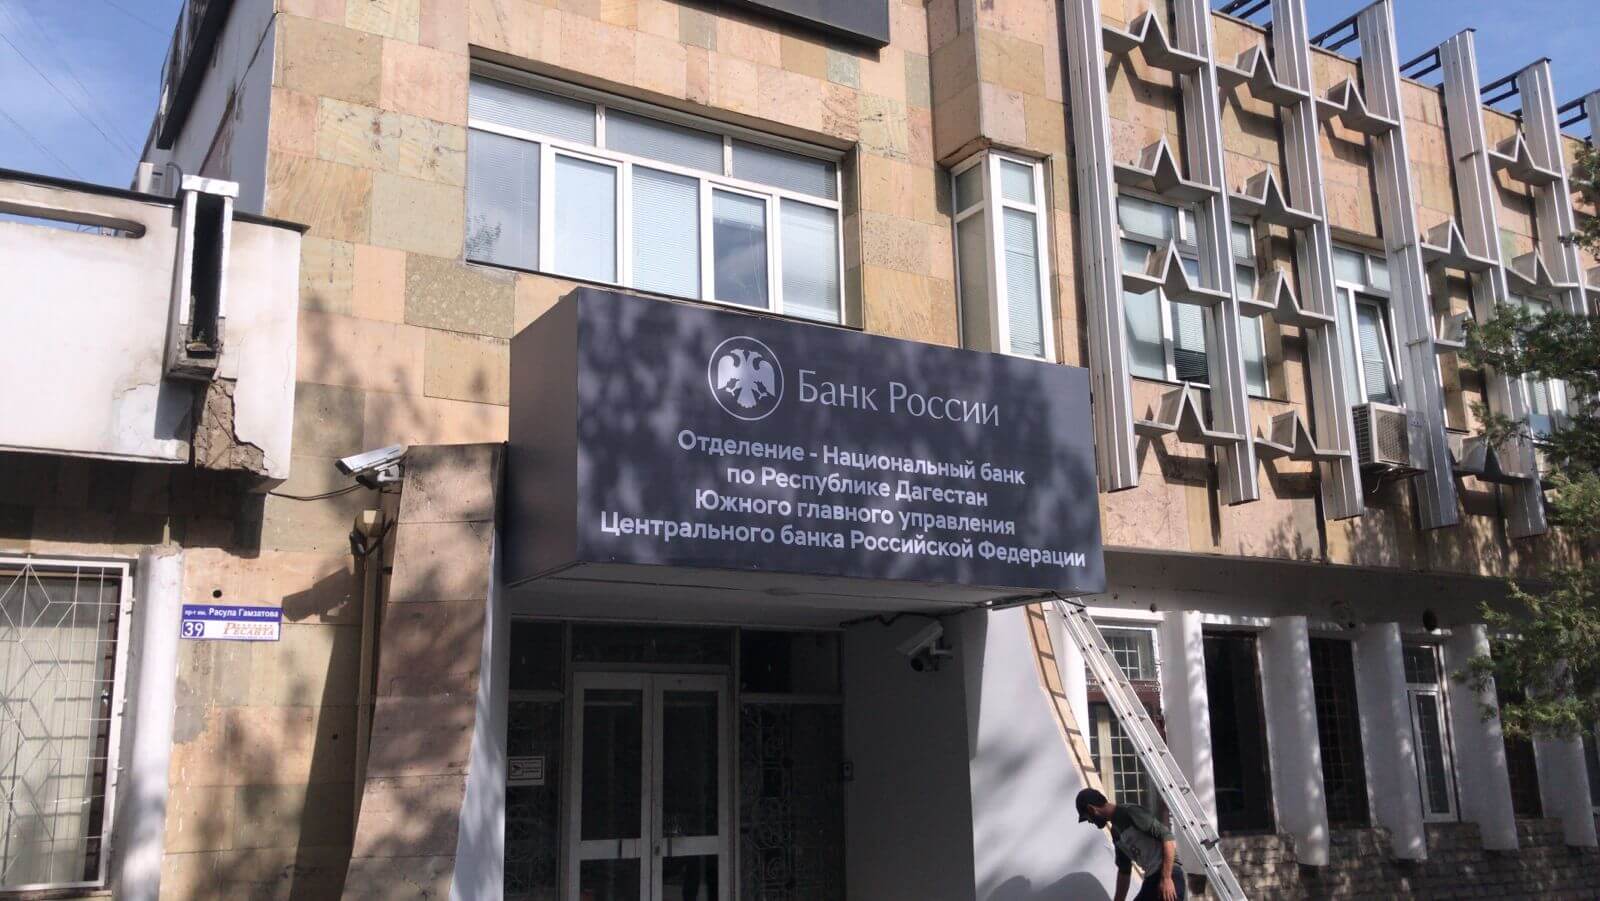 Банк России
Отделение - Национальный банк
по Республике Дагестан
Южного главного управления
Центрального банка Российской Федерации
пр-т им. Расула Гамзатова
39 РЕСАНТА